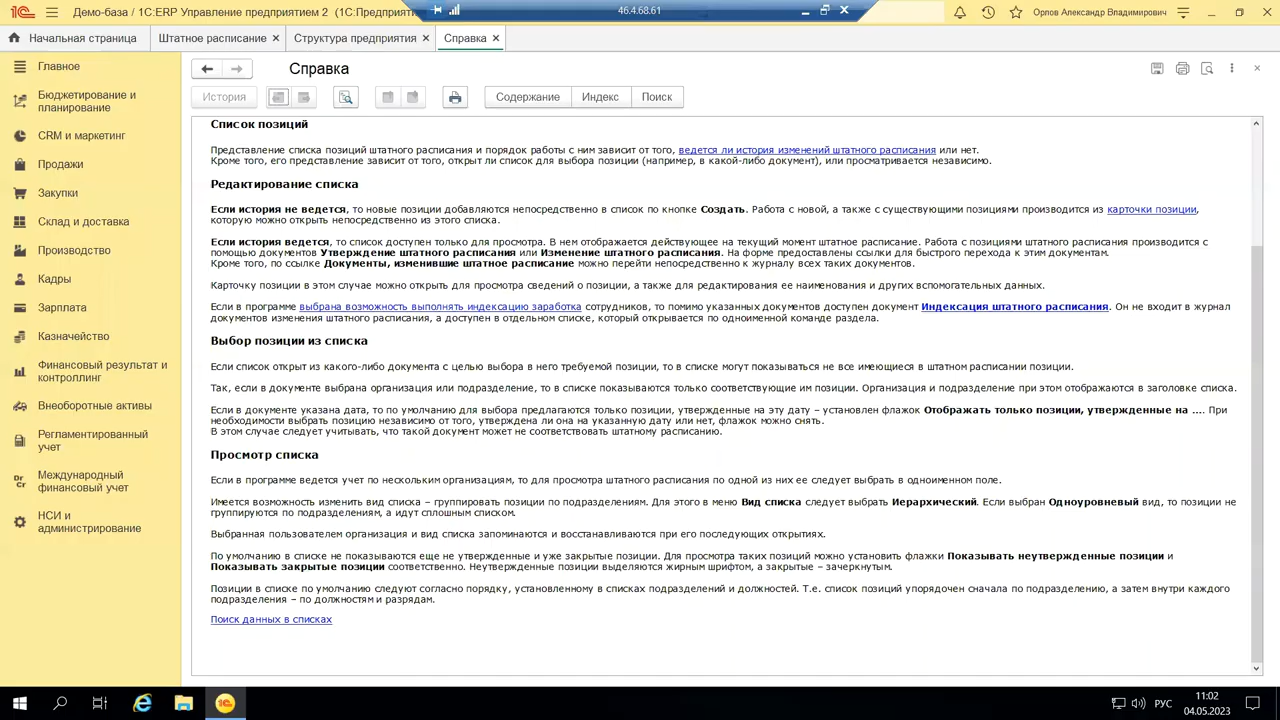 Демо-база / 1С:ERP Управление предприятием 2 (1С:Предприяти
46.4.68.61
Орлов Александр Владимирович
Начальная страница
Штатное расписание
Структура предприятия
Справка
Главное
Бюджетирование и
планирование
CRM и маркетинг
Продажи
Закупки
Склад и доставка
Производство
Кадры
Зарплата
Казначейство
Финансовый результат и
контроллинг
Внеоборотные активы
Регламентированный
учет
Международный
финансовый учет
НСИ и
администрирование
Справка
История
Содержание
Индекс
Поиск
Список позиций
Представление списка позиций штатного расписания и порядок работы с ним зависит от того, ведется ли история изменений штатного расписания или нет.
Кроме того, его представление зависит от того, открыт ли список для выбора позиции (например, в какой-либо документ), или просматривается независимо.
Редактирование списка
Если история не ведется, то новые позиции добавляются непосредственно в список по кнопке Создать. Работа с новой, а также с существующими позициями производится из карточки позиции,
которую можно открыть непосредственно из этого списка.
Если история ведется, то список доступен только для просмотра. В нем отображается действующее на текущий момент штатное расписание. Работа с позициями штатного расписания производится с
помощью документов Утверждение штатного расписания или Изменение штатного расписания. На форме предоставлены ссылки для быстрого перехода к этим документам.
Кроме того, по ссылке Документы, изменившие штатное расписание можно перейти непосредственно к журналу всех таких документов.
Карточку позиции в этом случае можно открыть для просмотра сведений о позиции, а также для редактирования ее наименования и других вспомогательных данных.
Если в программе выбрана возможность выполнять индексацию заработка сотрудников, то помимо указанных документов доступен документ Индексация штатного расписания. Он не входит в журнал
документов изменения штатного расписания, а доступен в отдельном списке, который открывается по одноименной команде раздела.
Выбор позиции из списка
Если список открыт из какого-либо документа с целью выбора в него требуемой позиции, то в списке могут показываться не все имеющиеся в штатном расписании позиции.
Так, если в документе выбрана организация или подразделение, то в списке показываются только соответствующие им позиции. Организация и подразделение при этом отображаются в заголовке списка.
Если в документе указана дата, то по умолчанию для выбора предлагаются только позиции, утвержденные на эту дату – установлен флажок Отображать только позиции, утвержденные на .... При
необходимости выбрать позицию независимо от того, утверждена ли она на указанную дату или нет, флажок можно снять.
В этом случае следует учитывать, что такой документ может не соответствовать штатному расписанию.
Просмотр списка
Если в программе ведется учет по нескольким организациям, то для просмотра штатного расписания по одной из них ее следует выбрать в одноименном поле.
Имеется возможность изменить вид списка – группировать позиции по подразделениям. Для этого в меню Вид списка следует выбрать Иерархический. Если выбран Одноуровневый вид, то позиции не
группируются по подразделениям, а идут сплошным списком.
Выбранная пользователем организация и вид списка запоминаются и восстанавливаются при его последующих открытиях.
По умолчанию в списке не показываются еще не утвержденные и уже закрытые позиции. Для просмотра таких позиций можно установить флажки Показывать неутвержденные позиции и
Показывать закрытые позиции соответственно. Неутвержденные позиции выделяются жирным шрифтом, а закрытые – зачеркнутым.
Позиции в списке по умолчанию следуют согласно порядку, установленному в списках подразделений и должностей. Т.е. список позиций упорядочен сначала по подразделению, а затем внутри каждого
подразделения – по должностям и разрядам.
Поиск данных в списках
РУС
11:02
04.05.2023